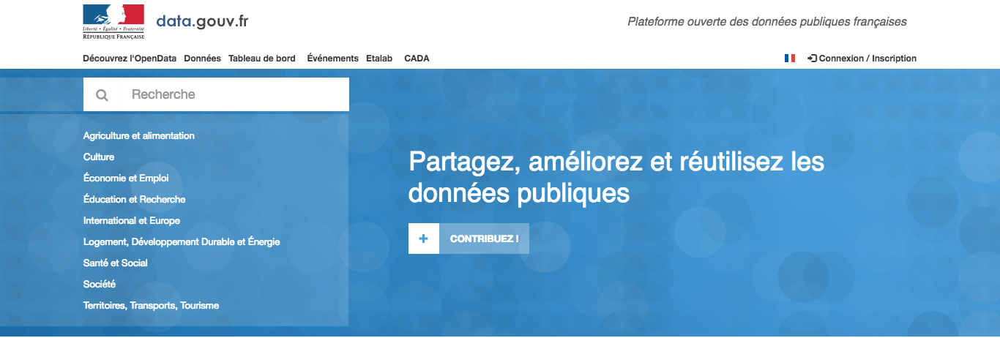 Liberté • Égalité • Fraternité
RÉPUBLIQUE FRANÇAISE
data.gouv.fr
Plateforme ouverte des données publiques françaises
Découvrez l'OpenData Données Tableau de bord Événements Etalab CADA
Connexion / Inscription
Recherche
Agriculture et alimentation
Culture
Économie et Emploi
Éducation et Recherche
International et Europe
Logement, Développement Durable et Énergie
Santé et Social
Société
Territoires, Transports, Tourisme
Partagez, améliorez et réutilisez les
données publiques
+ CONTRIBUEZ !